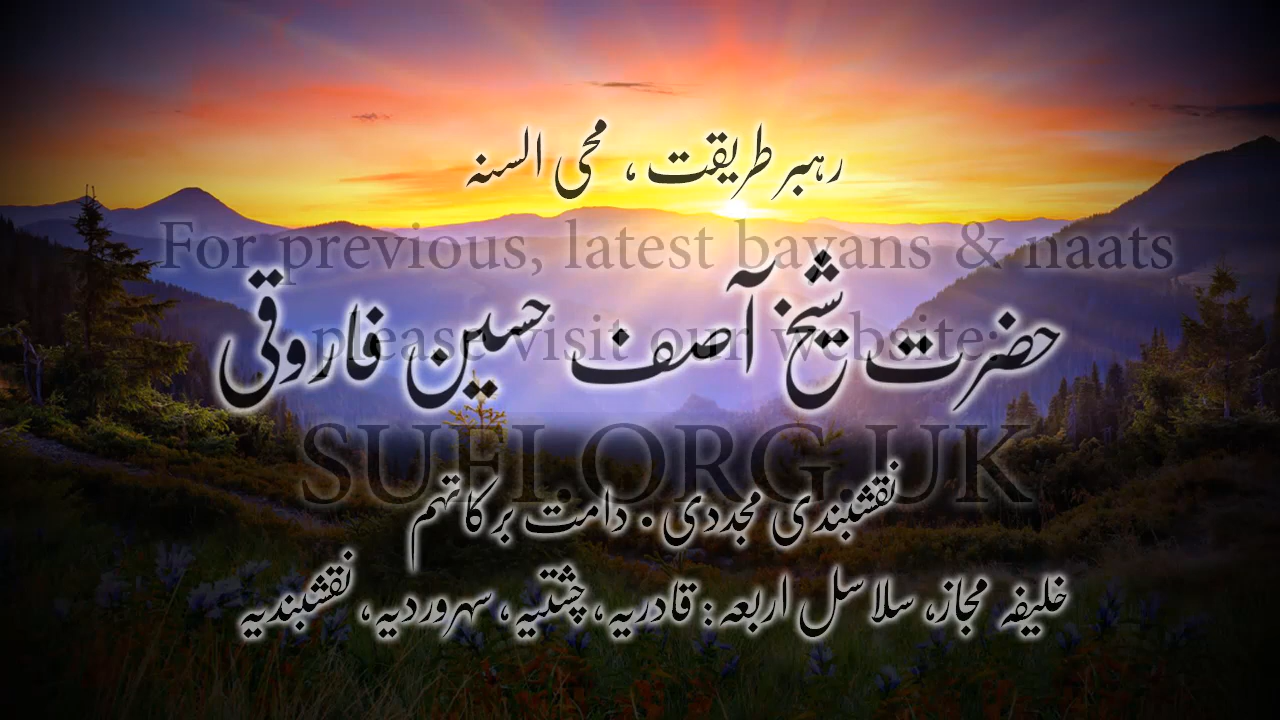 رہبر طریقت، محی السنہ
For previous, latest bayans & naats
حضرت شیخ آصف حسین فاروقی
please visit our website:
SUFI.ORG.UK
نقشبندی مجددی . دامت برکاتہم
خلیفہ مجاز، سلاسل اربعہ: قادریہ، چشتیہ، سہروردیہ، نقشبندیہ